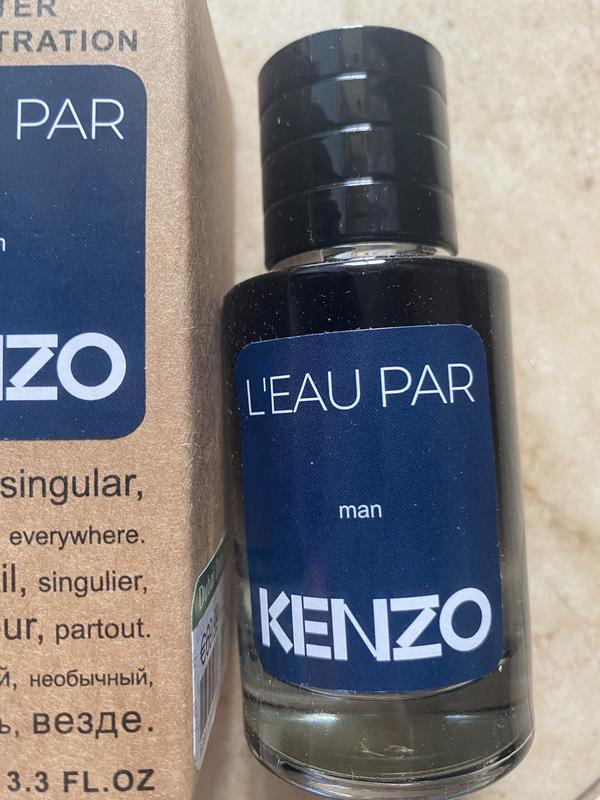 TER
TRATION
PAR
NZO
singular,
everywhere.
il, singulier,
our, partout.
й, необычный,
ь, везде.
3.3 FL.OZ
L'EAU PAR
man
KENZO